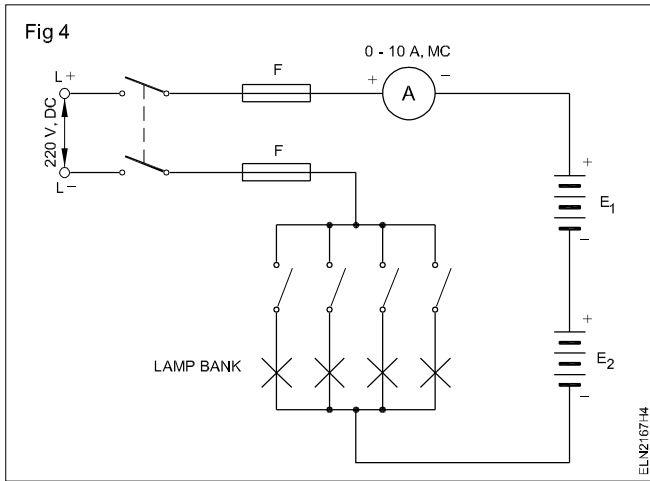 Fig 4
0 - 10 A, MC
L +
F
+
A
−
220 V, DC
F
L −
+
E1
−
+
LAMP BANK
E2
−
ELN2167H4